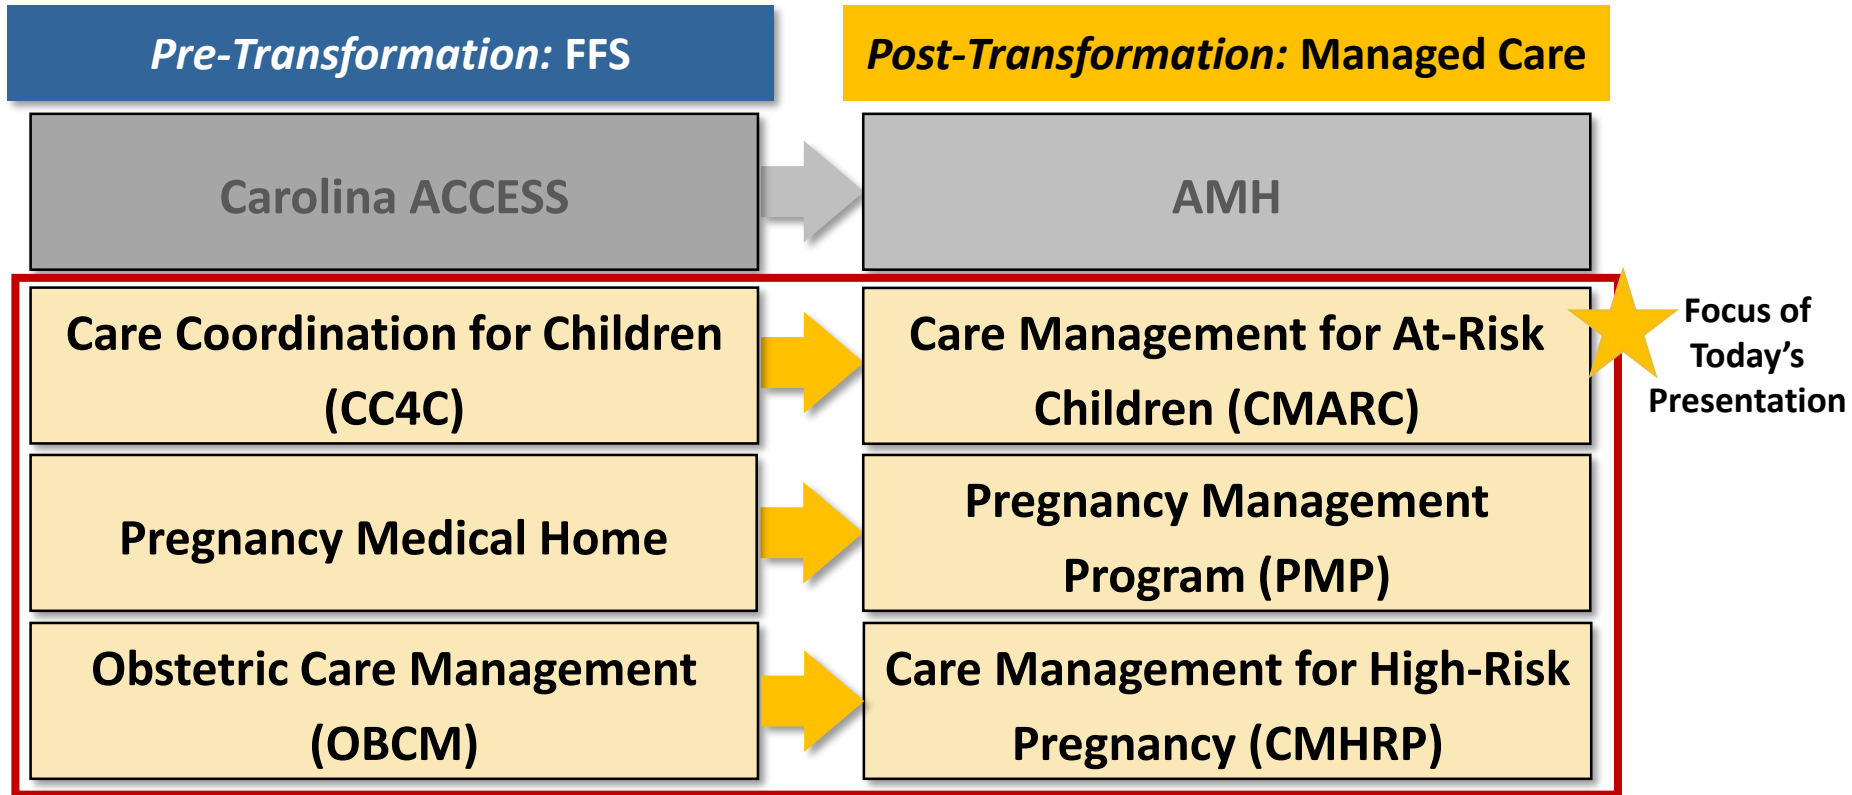 Pre-Transformation: FFS
Post-Transformation: Managed Care
Carolina ACCESS
AMH
Care Coordination for Children
(CC4C)
Care Management for At-Risk
Children (CMARC)
Focus of
Today’s
Presentation
Pregnancy Medical Home
Pregnancy Management
Program (PMP)
Obstetric Care Management
(OBCM)
Care Management for High-Risk
Pregnancy (CMHRP)